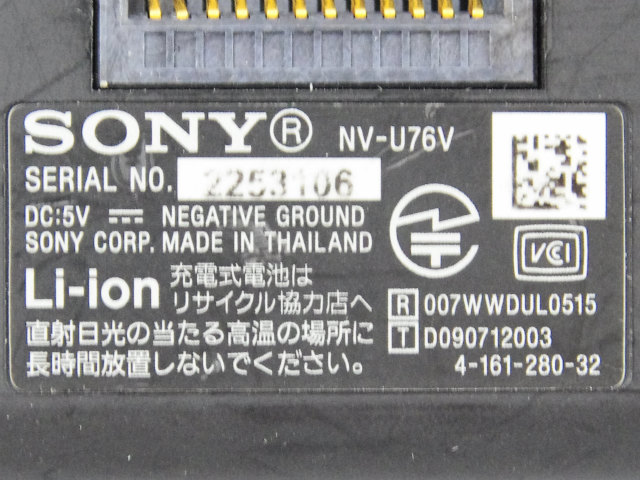 SONY® NV-U76V
SERIAL NO. 2253106
DC:5V ⎓ NEGATIVE GROUND
SONY CORP. MADE IN THAILAND
Li-ion 充電式電池は
リサイクル協力店へ
直射日光の当たる高温の場所に
長時間放置しないでください。
VCCI
R 007WWDUL0515
T D090712003
4-161-280-32